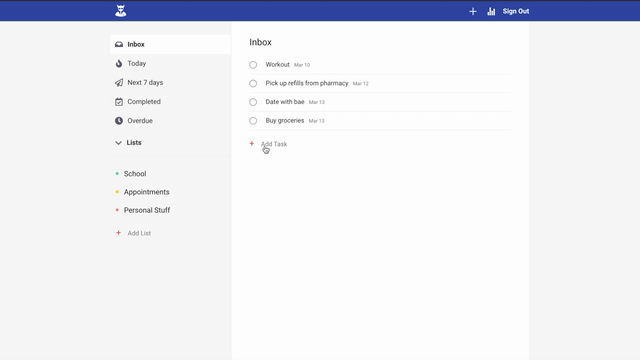 Sign Out
Inbox
Today
Next 7 days
Completed
Overdue
Lists
School
Appointments
Personal Stuff
+ Add List
Inbox
Workout Mar 10
Pick up refills from pharmacy Mar 12
Date with bae Mar 13
Buy groceries Mar 13
+ Add Task